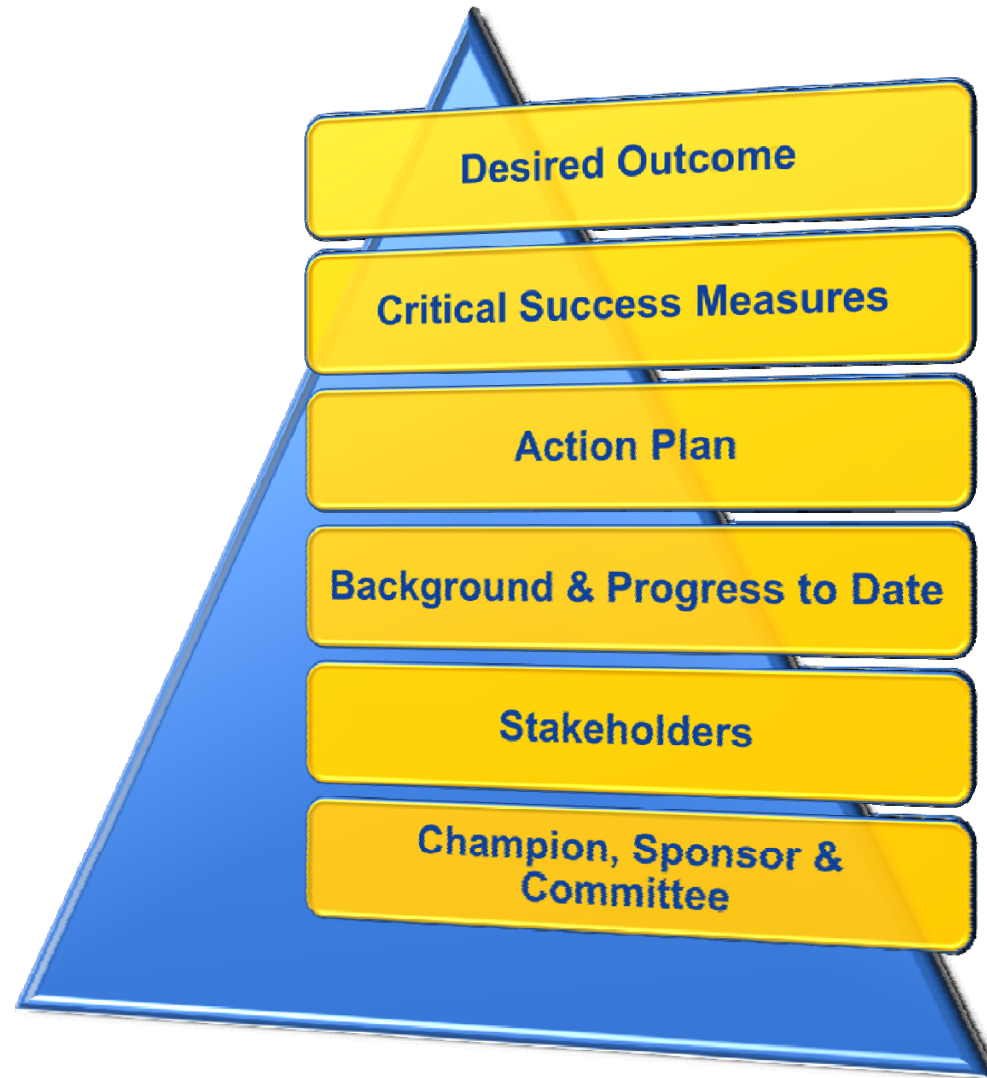 Desired Outcome
Critical Success Measures
Action Plan
Background & Progress to Date
Stakeholders
Champion, Sponsor &
Committee